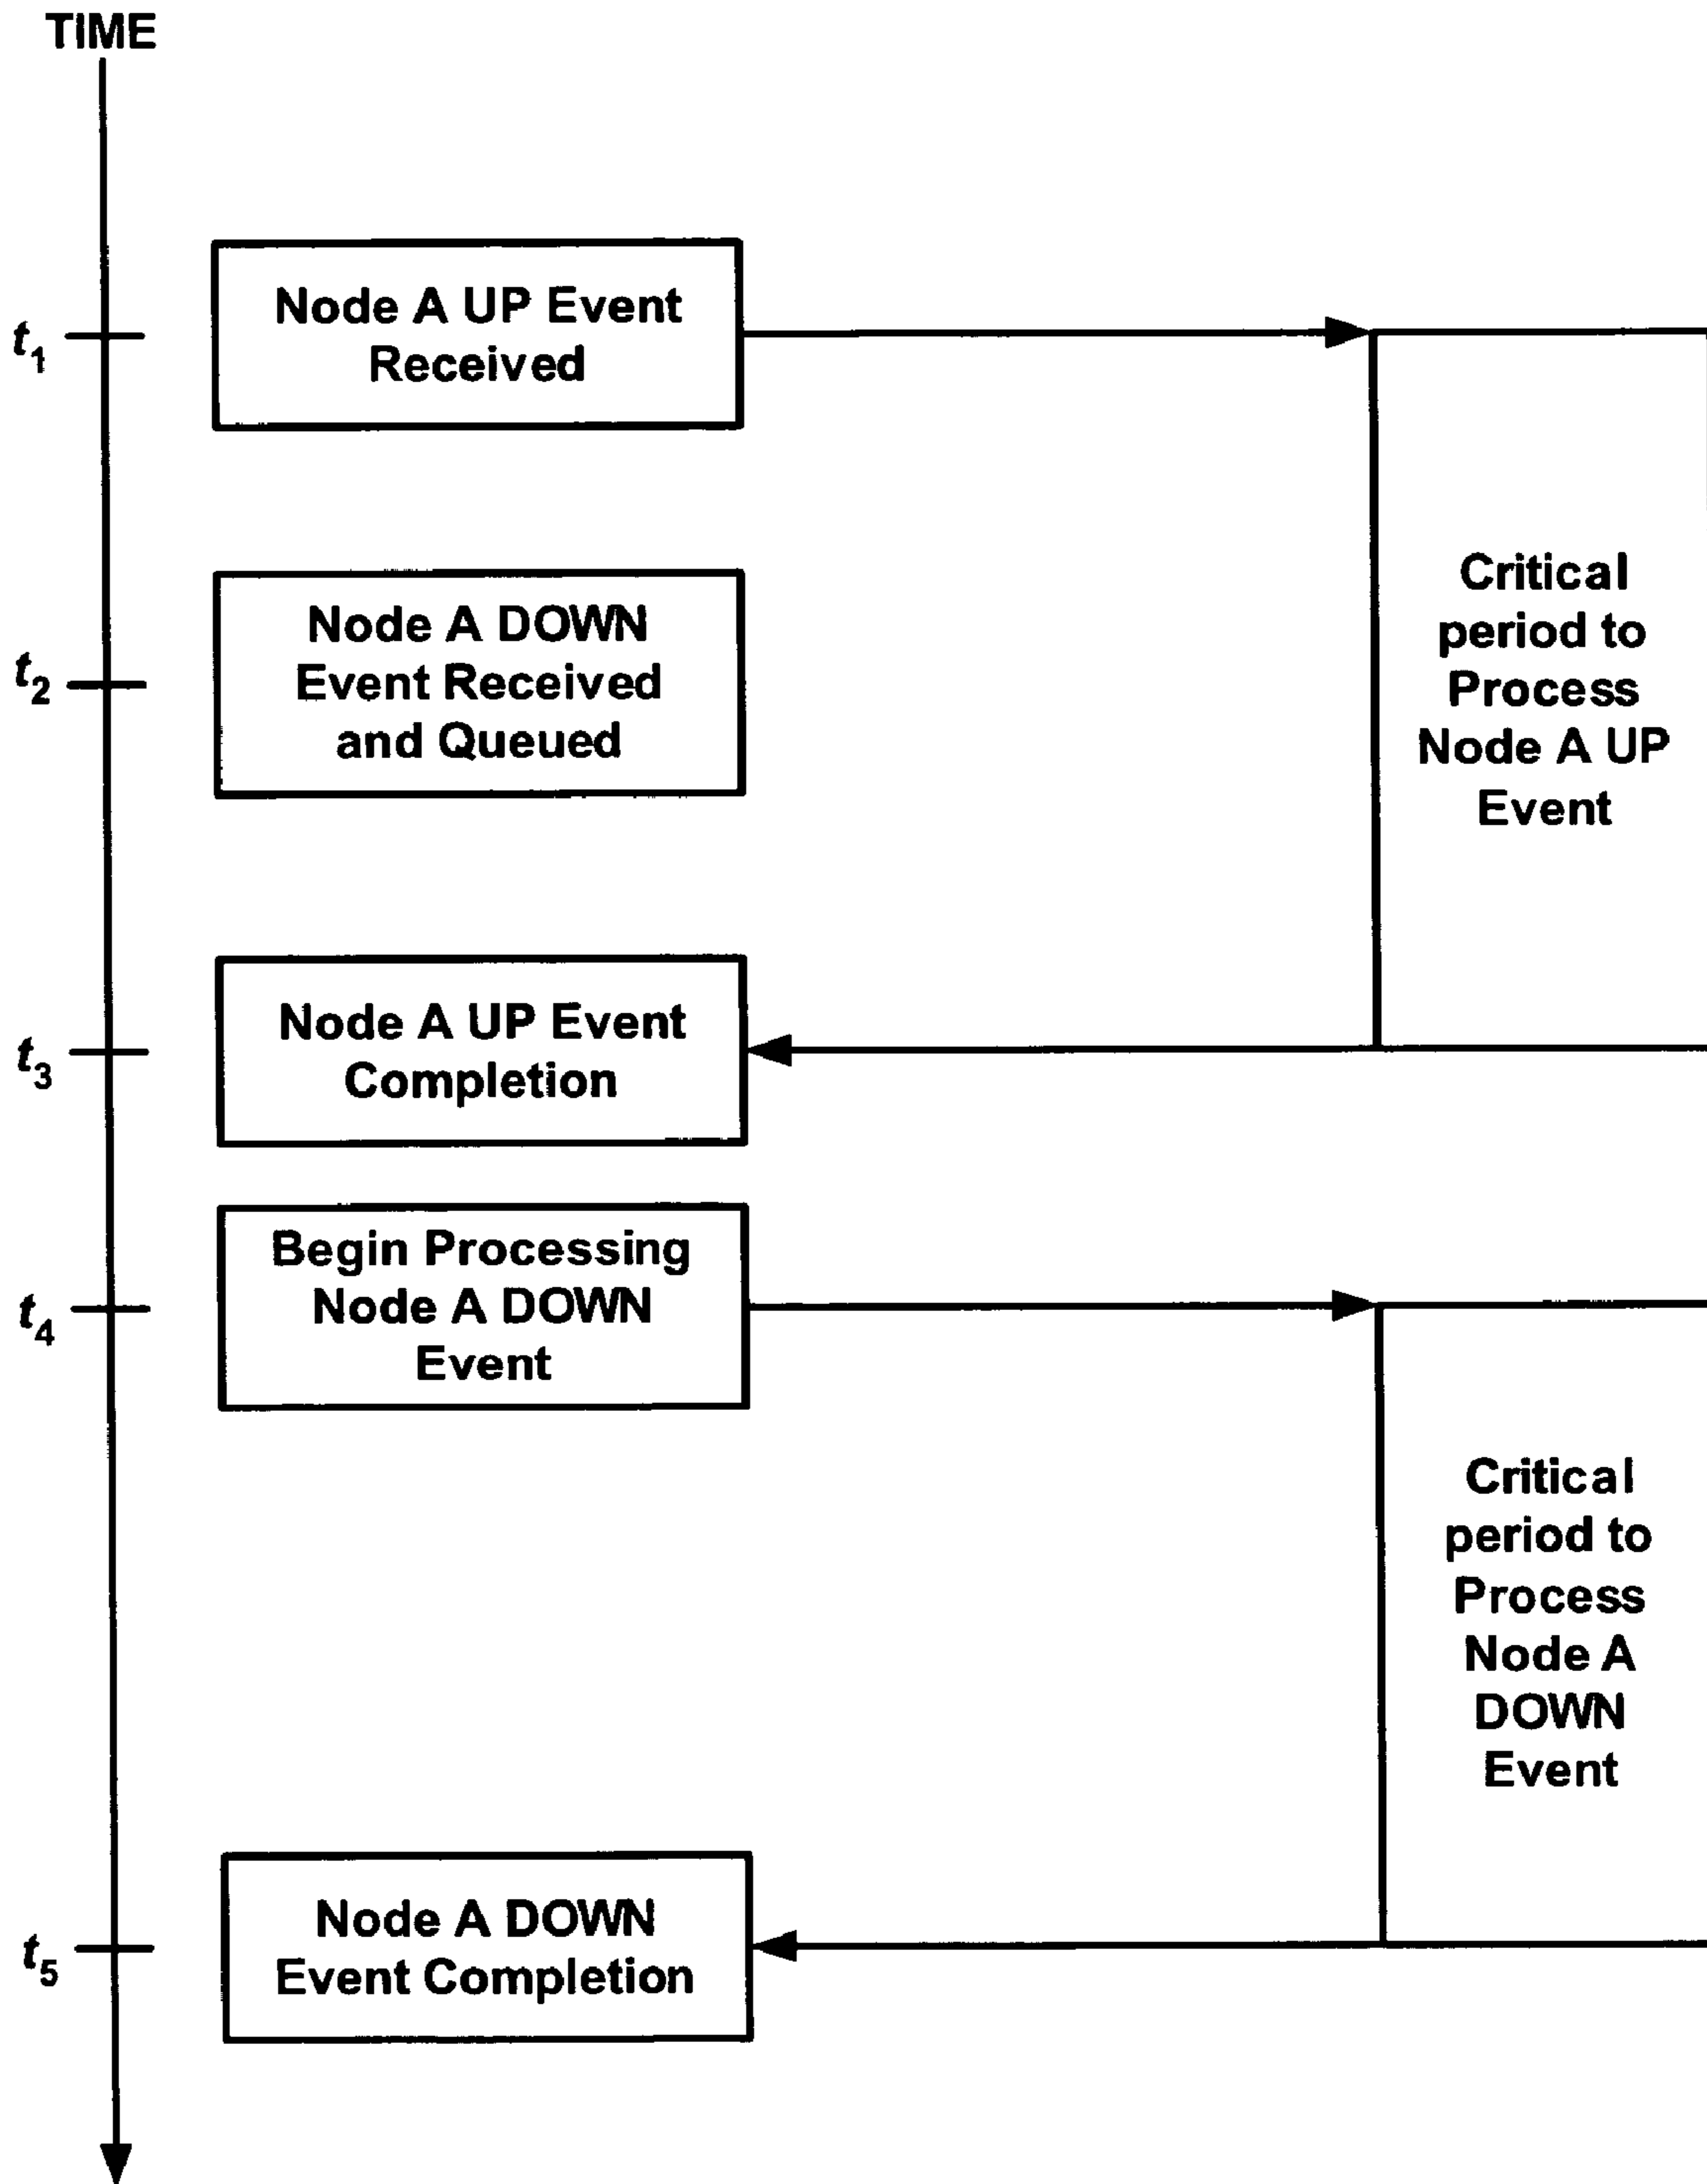 TIME
t1
Node A UP Event
Received
Critical
period to
Process
Node A UP
Event
t2
Node A DOWN
Event Received
and Queued
t3
Node A UP Event
Completion
t4
Begin Processing
Node A DOWN
Event
Critical
period to
Process
Node A
DOWN
Event
t5
Node A DOWN
Event Completion